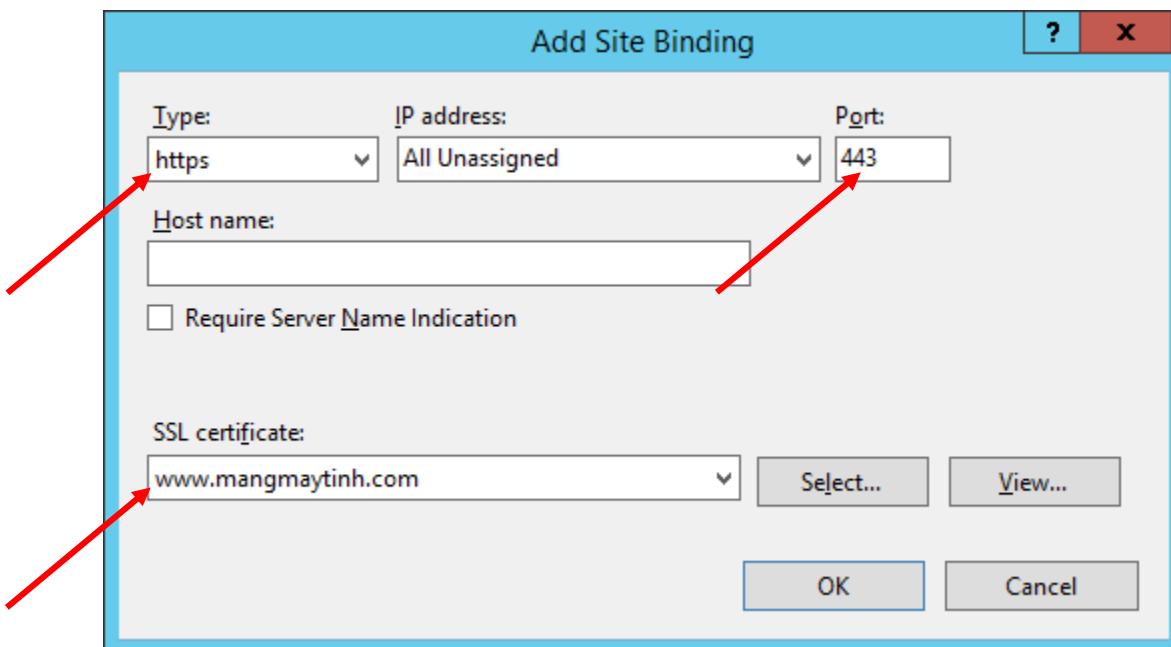 Add Site Binding
?
x
Type:
IP address:
Port:
https
All Unassigned
443
Host name:
Require Server Name Indication
SSL certificate:
www.mangmaytinh.com
Select...
View...
OK
Cancel